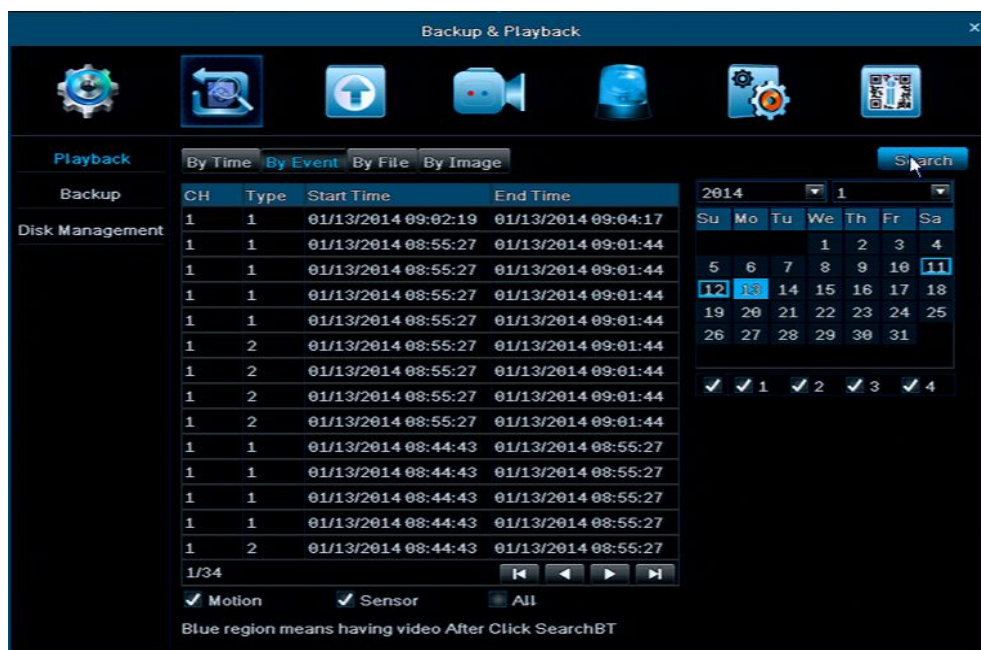 Backup & Playback
×
Playback
Backup
Disk Management
By Time By Event By File By Image
Search
CH Type Start Time End Time
1 1 01/13/2014 09:02:19 01/13/2014 09:04:17
1 1 01/13/2014 08:55:27 01/13/2014 09:01:44
1 1 01/13/2014 08:55:27 01/13/2014 09:01:44
1 1 01/13/2014 08:55:27 01/13/2014 09:01:44
1 1 01/13/2014 08:55:27 01/13/2014 09:01:44
1 2 01/13/2014 08:55:27 01/13/2014 09:01:44
1 2 01/13/2014 08:55:27 01/13/2014 09:01:44
1 2 01/13/2014 08:55:27 01/13/2014 09:01:44
1 2 01/13/2014 08:55:27 01/13/2014 09:01:44
1 1 01/13/2014 08:44:43 01/13/2014 08:55:27
1 1 01/13/2014 08:44:43 01/13/2014 08:55:27
1 1 01/13/2014 08:44:43 01/13/2014 08:55:27
1 1 01/13/2014 08:44:43 01/13/2014 08:55:27
1 2 01/13/2014 08:44:43 01/13/2014 08:55:27
1/34
Motion Sensor All
Blue region means having video After Click SearchBT
2014 1
Su Mo Tu We Th Fr Sa
1 2 3 4
5 6 7 8 9 10 11
12 13 14 15 16 17 18
19 20 21 22 23 24 25
26 27 28 29 30 31
1 2 3 4